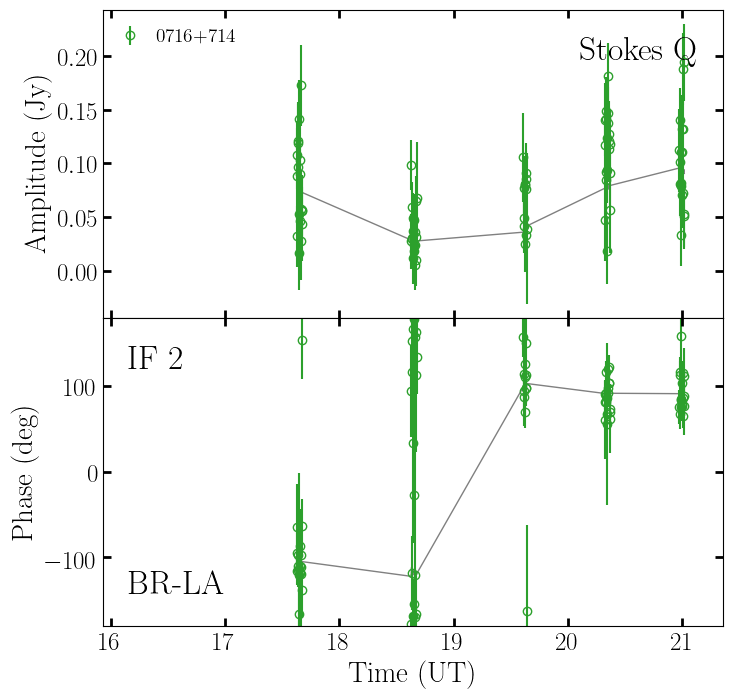 0716+714
Stokes Q
Amplitude (Jy)
0.20
0.15
0.10
0.05
0.00
IF 2
BR-LA
Phase (deg)
100
0
−100
16 17 18 19 20 21
Time (UT)